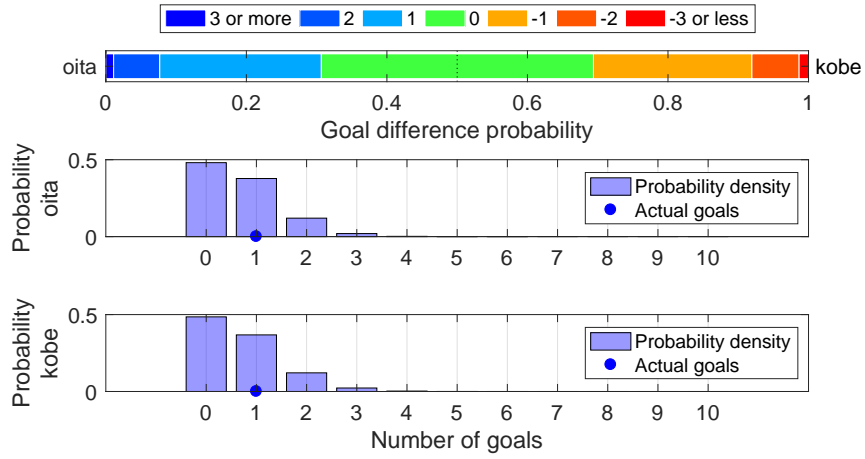 3 or more 2 1 0 -1 -2 -3 or less
oita kobe
0 0.2 0.4 0.6 0.8 1
Goal difference probability
Probability
oita
0.5
0
Probability density
Actual goals
0 1 2 3 4 5 6 7 8 9 10
Probability
kobe
0.5
0
Probability density
Actual goals
0 1 2 3 4 5 6 7 8 9 10
Number of goals